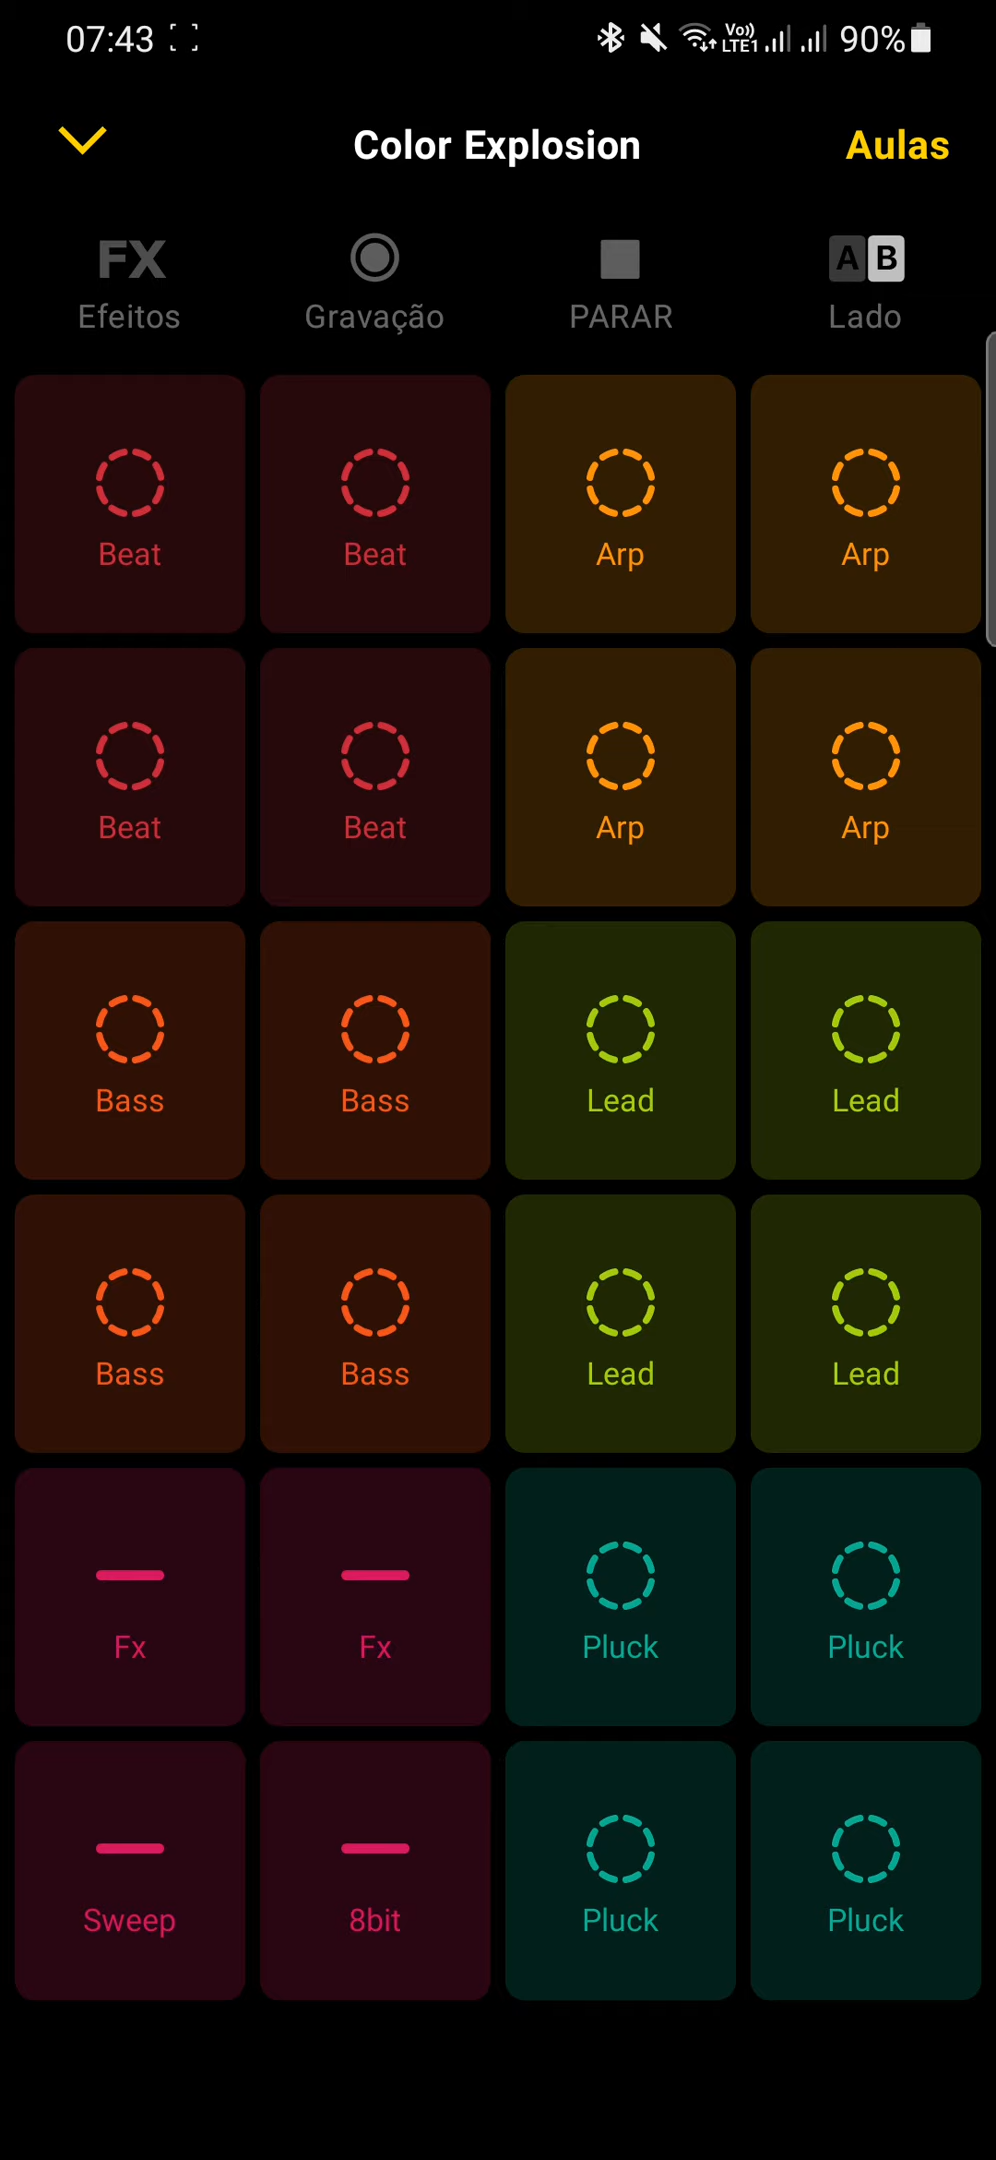 07:43 Vo)) LTE1 90%
Color Explosion Aulas
FX A B
Efeitos Gravação PARAR Lado
Beat Beat Arp Arp
Beat Beat Arp Arp
Bass Bass Lead Lead
Bass Bass Lead Lead
Fx Fx Pluck Pluck
Sweep 8bit Pluck Pluck